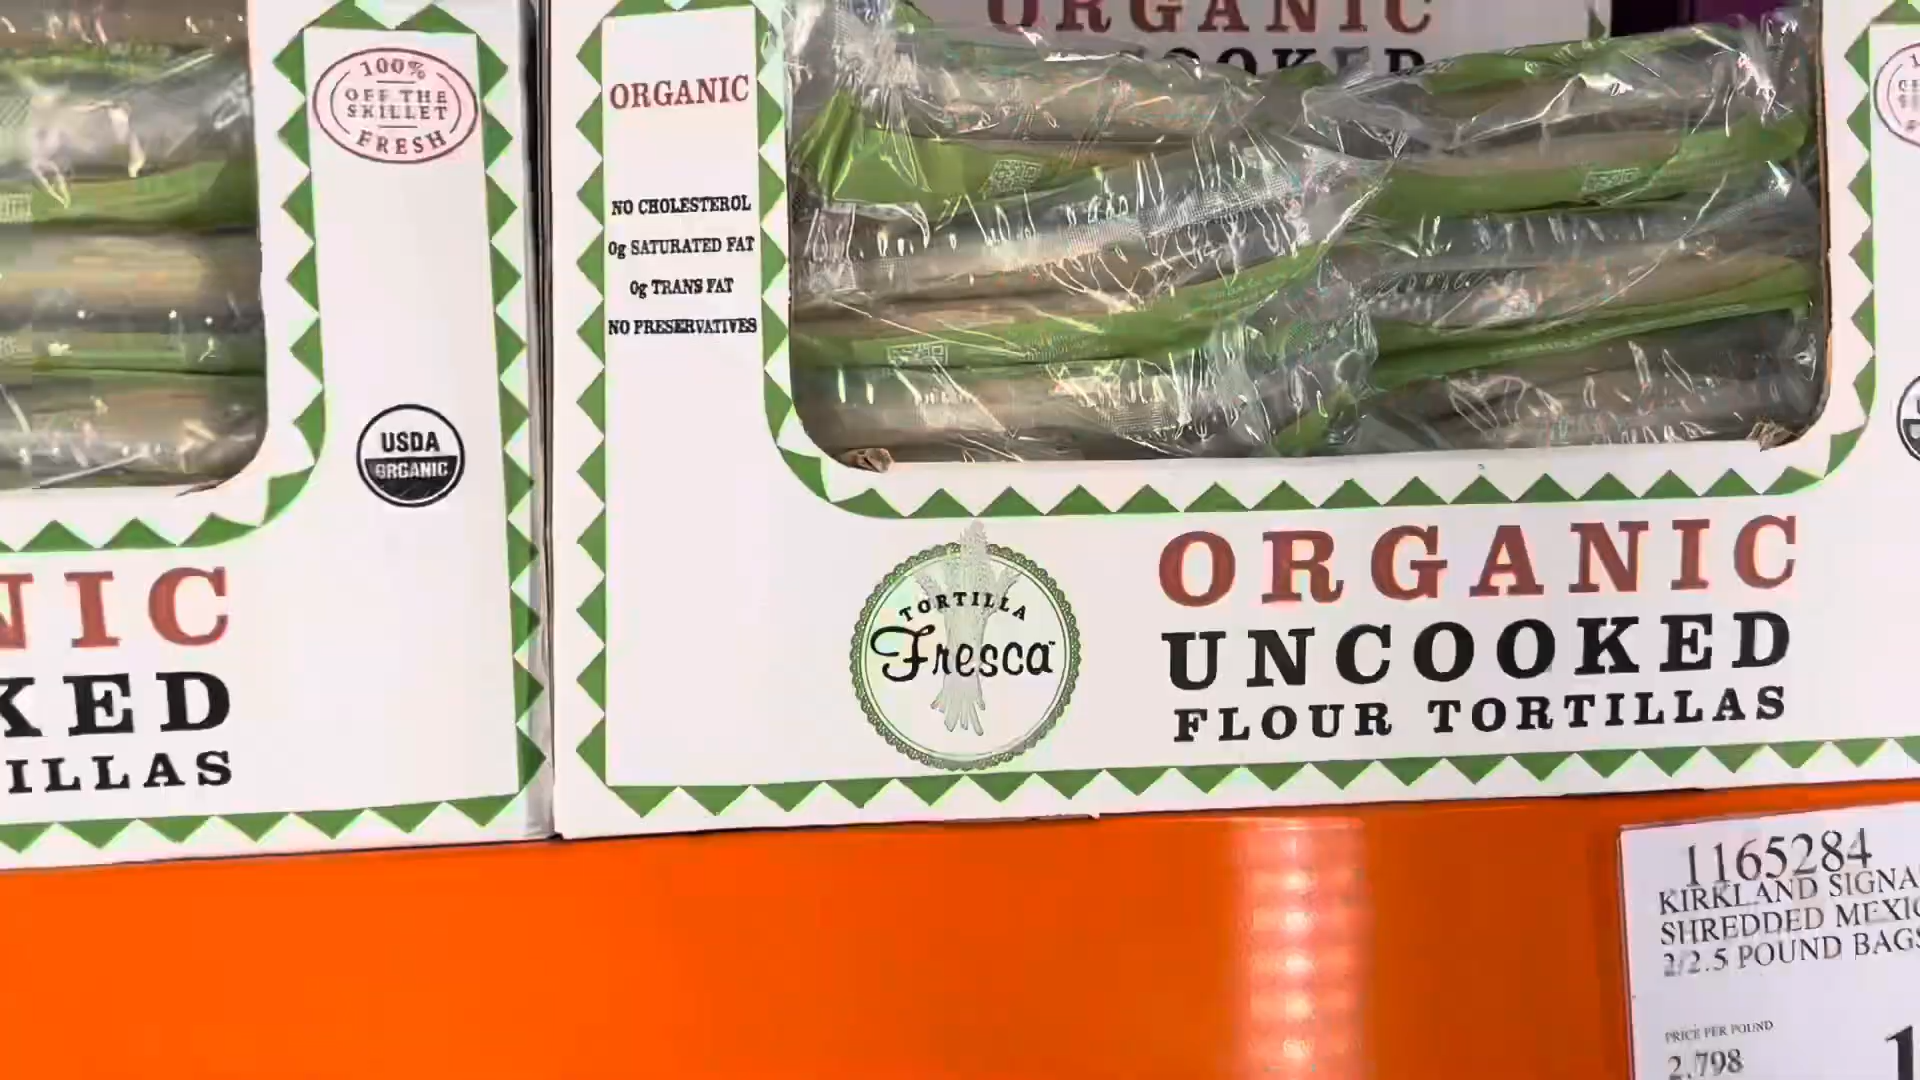 ORGANIC
100%
OFF THE
SKILLET
FRESH
USDA
ORGANIC
ORGANIC
NO CHOLESTEROL
0g SATURATED FAT
0g TRANS FAT
NO PRESERVATIVES
TORTILLA
Fresca
ORGANIC
UNCOOKED
FLOUR TORTILLAS
NIC
KED
ILLAS
1165284
KIRKLAND SIGNA
SHREDDED MEXIC
2/2.5 POUND BAGS
PRICE PER POUND
2.798
1